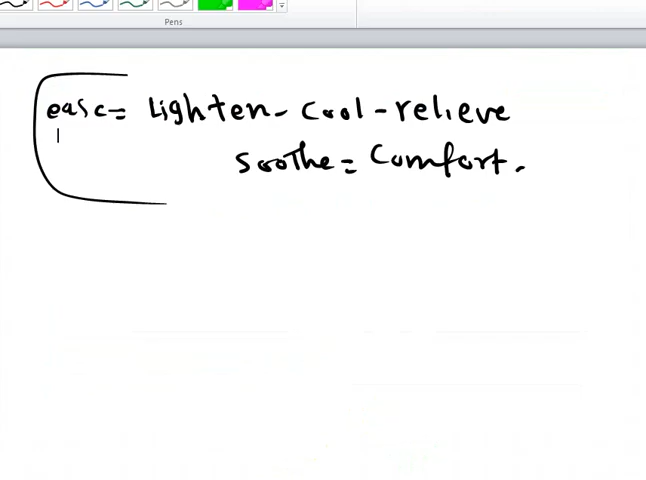 Pens
ease = Lighten - Cool - relieve
Soothe = Comfort.